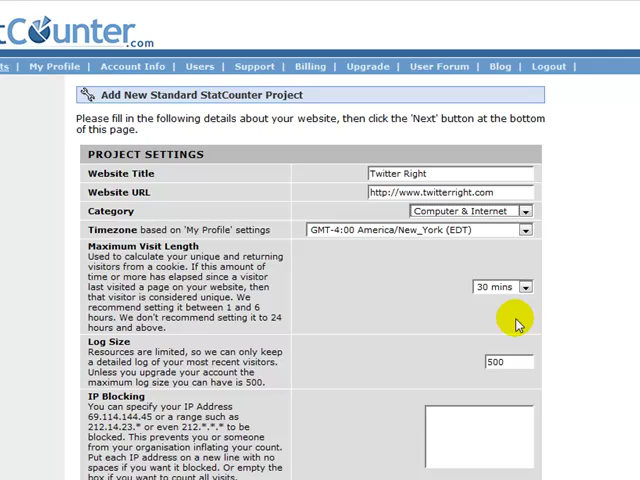 tCounter.com
ts | My Profile | Account Info | Users | Support | Billing | Upgrade | User Forum | Blog | Logout |
Add New Standard StatCounter Project
Please fill in the following details about your website, then click the 'Next' button at the bottom
of this page.
PROJECT SETTINGS
Website Title Twitter Right
Website URL http://www.twitterright.com
Category Computer & Internet
Timezone based on 'My Profile' settings GMT-4:00 America/New_York (EDT)
Maximum Visit Length
Used to calculate your unique and returning
visitors from a cookie. If this amount of
time or more has elapsed since a visitor
last visited a page on your website, then
that visitor is considered unique. We
recommend setting it between 1 and 6
hours. We don't recommend setting it to 24
hours and above.
30 mins
Log Size
Resources are limited, so we can only keep
a detailed log of your most recent visitors.
Unless you upgrade your account the
maximum log size you can have is 500.
500
IP Blocking
You can specify your IP Address
69.114.144.45 or a range such as
212.14.23.* or even 212.*.*.* to be
blocked. This prevents you or someone
from your organisation inflating your count.
Put each IP address on a new line with no
spaces if you want it blocked. Or empty the
box if you want to count all visits.